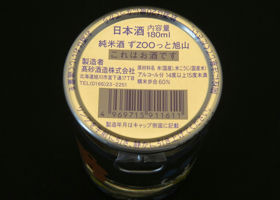 日本酒 内容量 180ml
純米酒 ずZOOっと旭山
これはお酒です
製造者
髙砂酒造株式会社
北海道旭川市宮下通17丁目
TEL(0166)23-2251
原材料名 米(国産)、米こうじ(国産米)
アルコール分 14度以上15度未満
精米歩合60%
4969715911611
製造年月はキャップ側面に記載